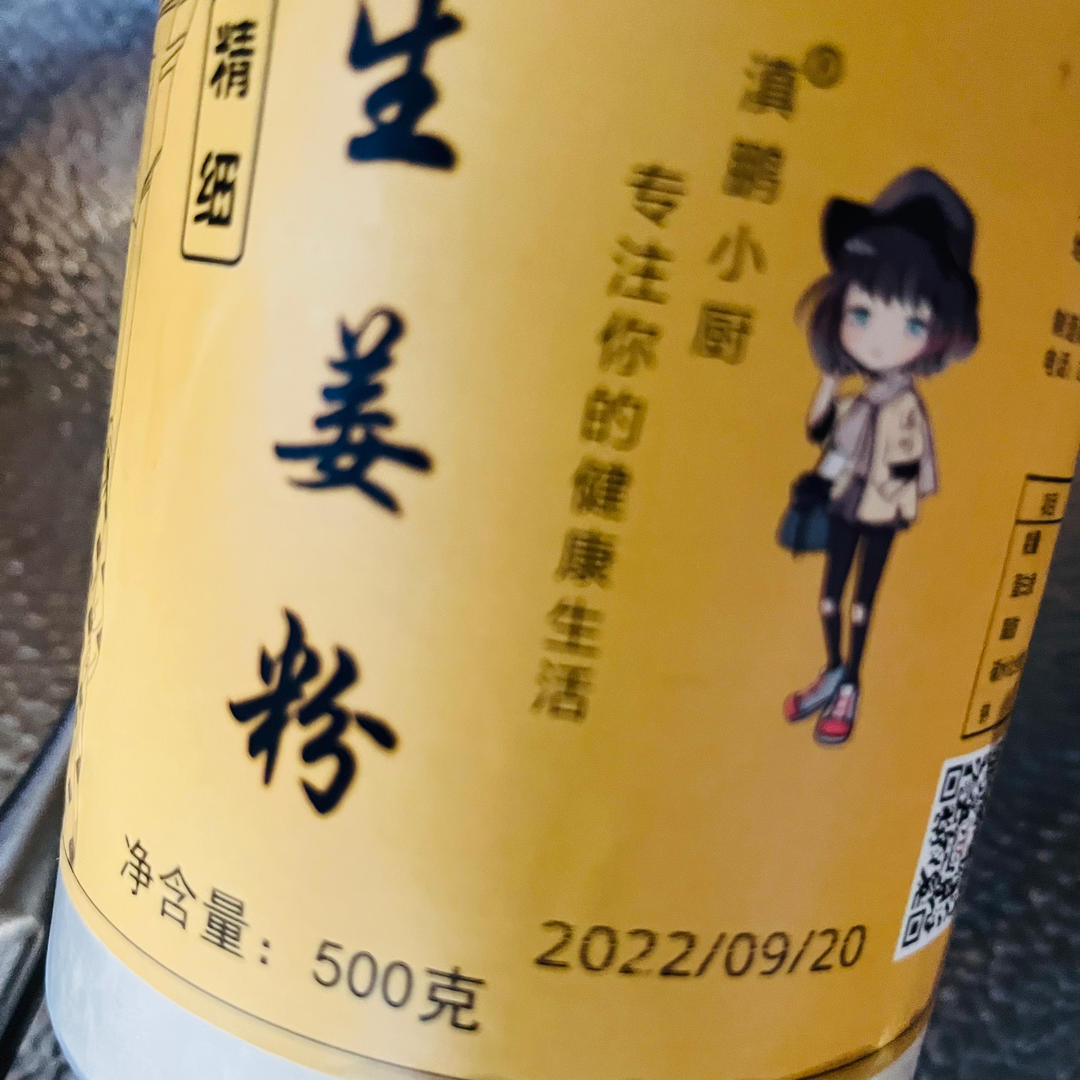 精细
生姜粉
滇鹏小厨
专注你的健康生活
净含量：500克
2022/09/20